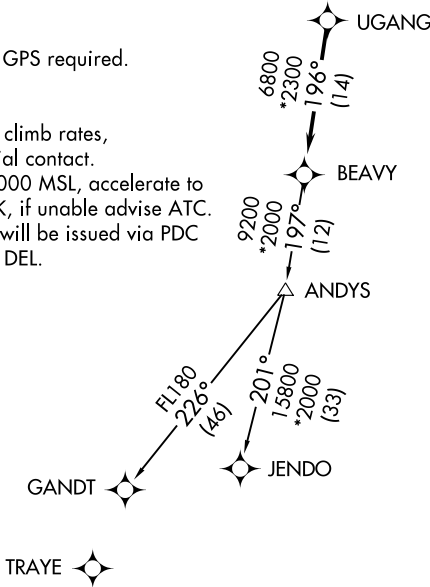 UGANG
GPS required.
6800
*2300
196°
(14)
climb rates,
al contact.
000 MSL, accelerate to
K, if unable advise ATC.
will be issued via PDC
DEL.
BEAVY
9200
*2000
197°
(12)
ANDYS
FL180
226°
(46)
201°
15800
*2000
(33)
GANDT
JENDO
TRAYE